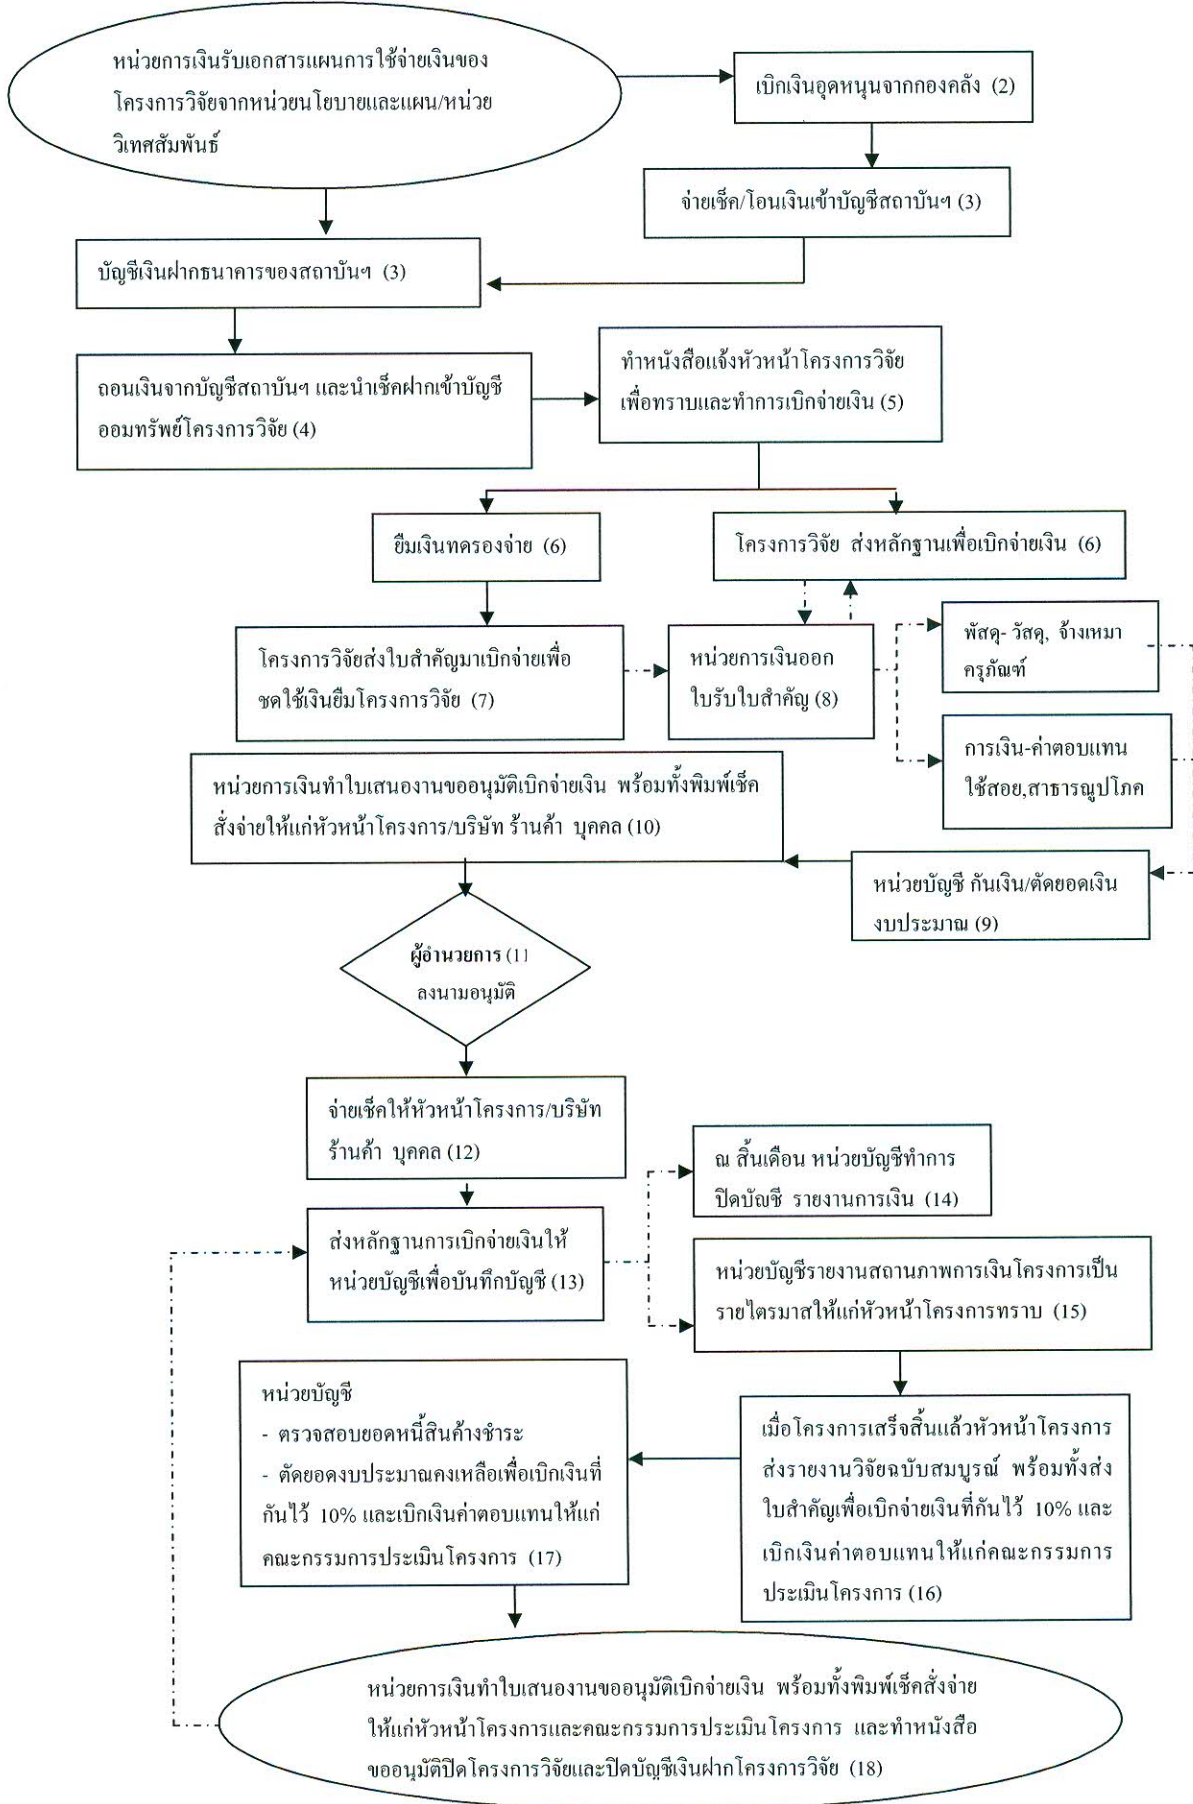 หน่วยการเงินรับเอกสารแผนการใช้จ่ายเงินของ
โครงการวิจัยจากหน่วยนโยบายและแผน/หน่วย
วิเทศสัมพันธ์
เบิกเงินอุดหนุนจากกองคลัง (2)
จ่ายเช็ค/โอนเงินเข้าบัญชีสถาบันฯ (3)
บัญชีเงินฝากธนาคารของสถาบันฯ (3)
ถอนเงินจากบัญชีสถาบันฯ และนำเช็คฝากเข้าบัญชี
ออมทรัพย์โครงการวิจัย (4)
ทำหนังสือแจ้งหัวหน้าโครงการวิจัย
เพื่อทราบและทำการเบิกจ่ายเงิน (5)
ยืมเงินทดรองจ่าย (6)
โครงการวิจัย ส่งหลักฐานเพื่อเบิกจ่ายเงิน (6)
โครงการวิจัยส่งใบสำคัญมาเบิกจ่ายเพื่อ
ชดใช้เงินยืมโครงการวิจัย (7)
หน่วยการเงินออก
ใบรับใบสำคัญ (8)
พัสดุ- วัสดุ, จ้างเหมา
ครุภัณฑ์
การเงิน-ค่าตอบแทน
ใช้สอย,สาธารณูปโภค
หน่วยบัญชี กันเงิน/ตัดยอดเงิน
งบประมาณ (9)
หน่วยการเงินทำใบเสนองานขออนุมัติเบิกจ่ายเงิน พร้อมทั้งพิมพ์เช็ค
สั่งจ่ายให้แก่หัวหน้าโครงการ/บริษัท ร้านค้า บุคคล (10)
ผู้อำนวยการ (11
ลงนามอนุมัติ
จ่ายเช็คให้หัวหน้าโครงการ/บริษัท
ร้านค้า บุคคล (12)
ส่งหลักฐานการเบิกจ่ายเงินให้
หน่วยบัญชีเพื่อบันทึกบัญชี (13)
ณ สิ้นเดือน หน่วยบัญชีทำการ
ปิดบัญชี รายงานการเงิน (14)
หน่วยบัญชีรายงานสถานภาพการเงินโครงการเป็น
รายไตรมาสให้แก่หัวหน้าโครงการทราบ (15)
เมื่อโครงการเสร็จสิ้นแล้วหัวหน้าโครงการ
ส่งรายงานวิจัยฉบับสมบูรณ์ พร้อมทั้งส่ง
ใบสำคัญเพื่อเบิกจ่ายเงินที่กันไว้ 10% และ
เบิกเงินค่าตอบแทนให้แก่คณะกรรมการ
ประเมินโครงการ (16)
หน่วยบัญชี
- ตรวจสอบยอดหนี้สินค้างชำระ
- ตัดยอดงบประมาณคงเหลือเพื่อเบิกเงินที่
กันไว้ 10% และเบิกเงินค่าตอบแทนให้แก่
คณะกรรมการประเมินโครงการ (17)
หน่วยการเงินทำใบเสนองานขออนุมัติเบิกจ่ายเงิน พร้อมทั้งพิมพ์เช็คสั่งจ่าย
ให้แก่หัวหน้าโครงการและคณะกรรมการประเมินโครงการ และทำหนังสือ
ขออนุมัติปิดโครงการวิจัยและปิดบัญชีเงินฝากโครงการวิจัย (18)